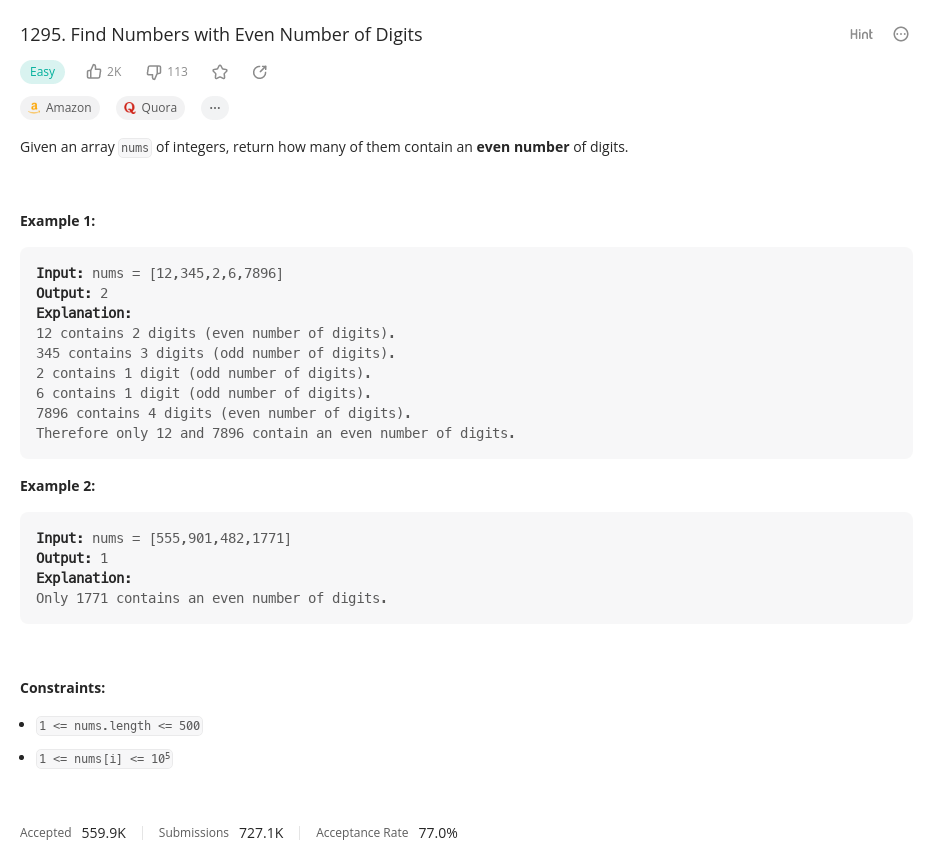 1295. Find Numbers with Even Number of Digits
Hint
Easy 2K 113
Amazon Quora ...
Given an array nums of integers, return how many of them contain an even number of digits.
Example 1:
Input: nums = [12,345,2,6,7896]
Output: 2
Explanation:
12 contains 2 digits (even number of digits).
345 contains 3 digits (odd number of digits).
2 contains 1 digit (odd number of digits).
6 contains 1 digit (odd number of digits).
7896 contains 4 digits (even number of digits).
Therefore only 12 and 7896 contain an even number of digits.
Example 2:
Input: nums = [555,901,482,1771]
Output: 1
Explanation:
Only 1771 contains an even number of digits.
Constraints:
• 1 <= nums.length <= 500
• 1 <= nums[i] <= 10⁵
Accepted 559.9K Submissions 727.1K Acceptance Rate 77.0%